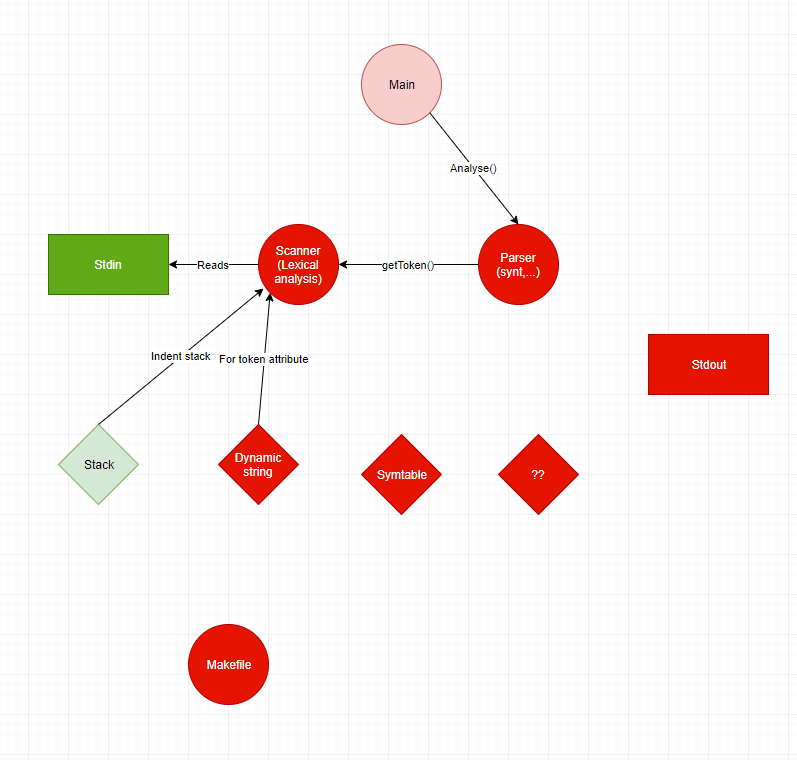 Main
Analyse()
Stdin
Reads
Scanner
(Lexical
analysis)
getToken()
Parser
(synt,...)
Indent stack
For token attribute
Stdout
Stack
Dynamic
string
Symtable
??
Makefile